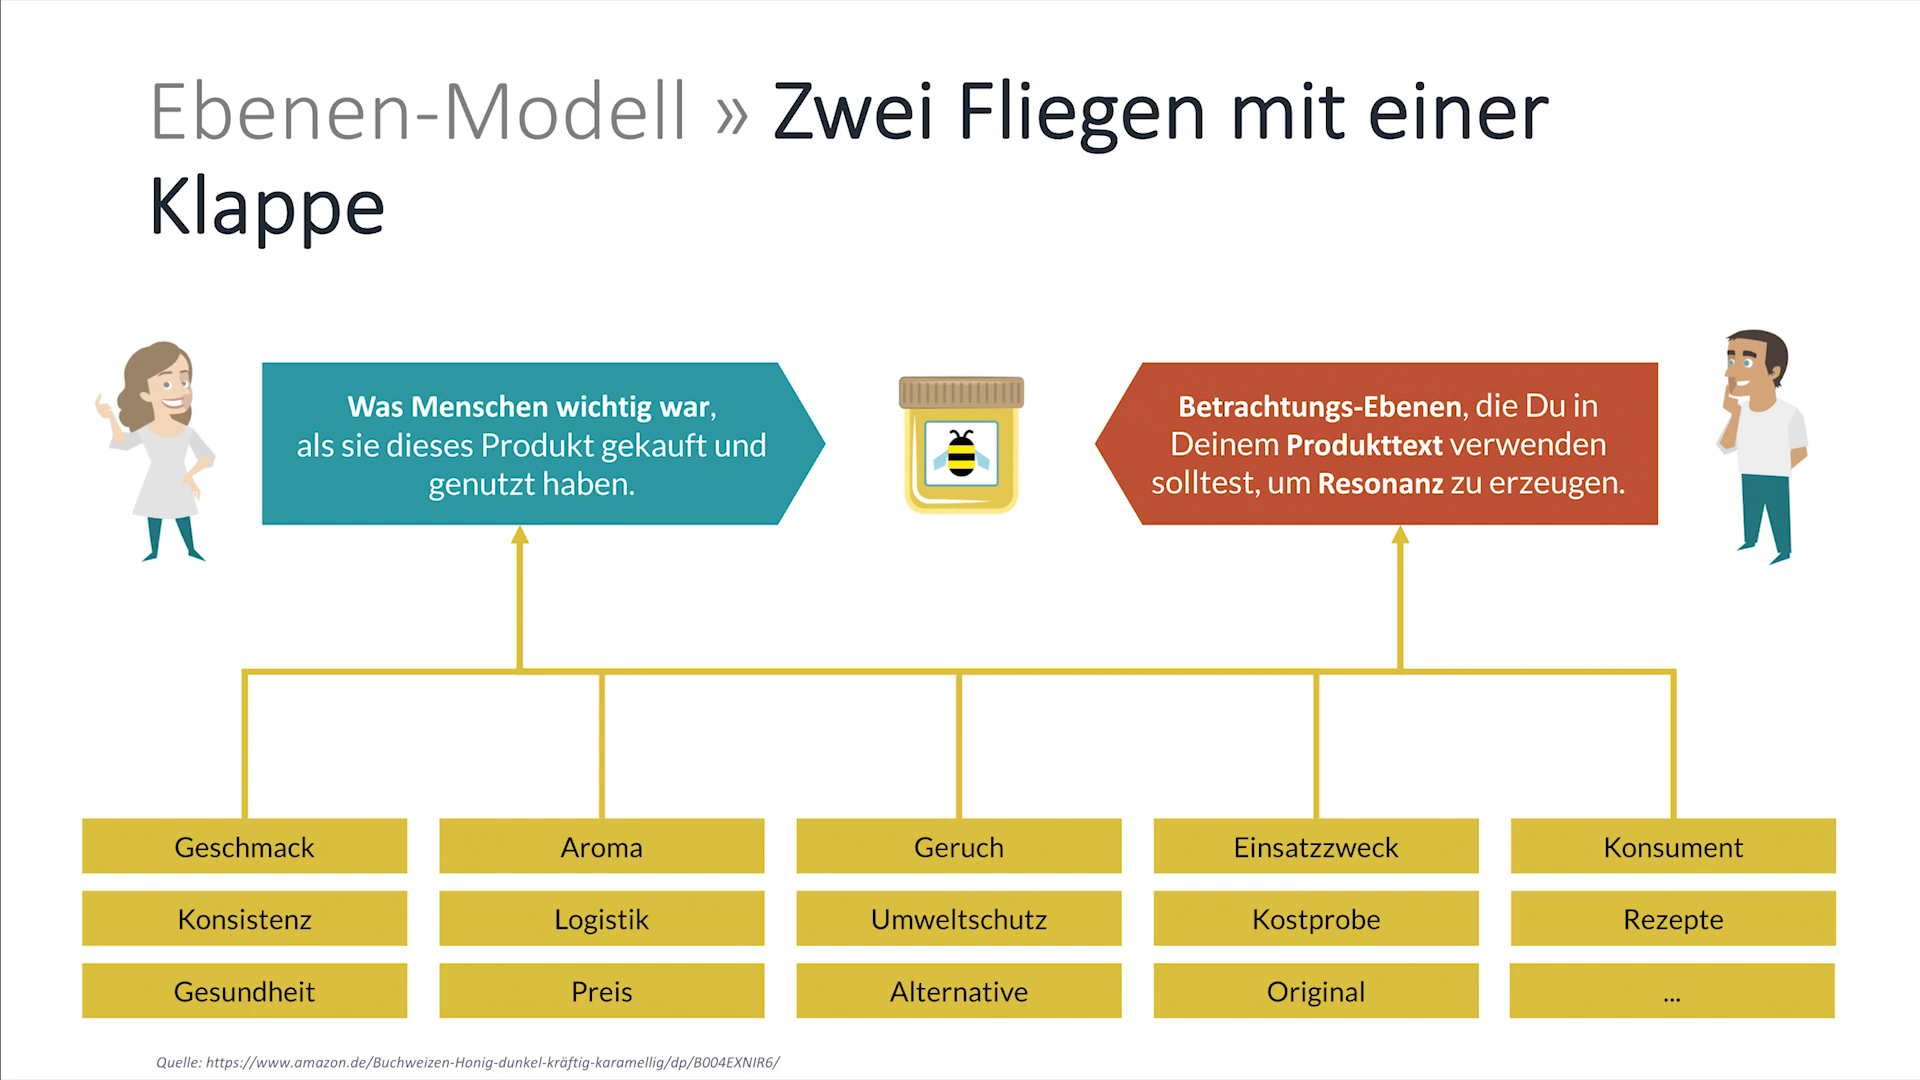 Ebenen-Modell » Zwei Fliegen mit einer
Klappe
Was Menschen wichtig war,
als sie dieses Produkt gekauft und
genutzt haben.
Betrachtungs-Ebenen, die Du in
Deinem Produkttext verwenden
solltest, um Resonanz zu erzeugen.
Geschmack
Aroma
Geruch
Einsatzzweck
Konsument
Konsistenz
Logistik
Umweltschutz
Kostprobe
Rezepte
Gesundheit
Preis
Alternative
Original
...
Quelle: https://www.amazon.de/Buchweizen-Honig-dunkel-kräftig-karamellig/dp/B004EXNIR6/